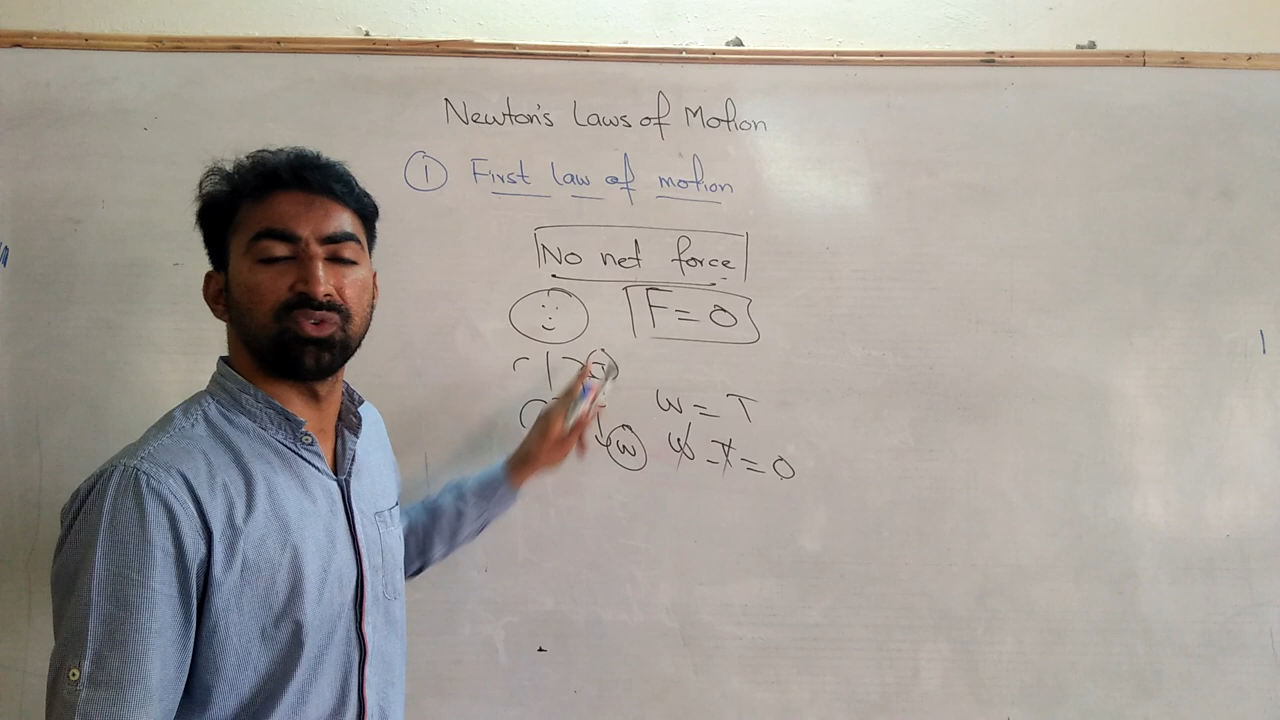 Newton's Laws of Motion
① First law of motion
No net force
F = 0
W = T
W - T = 0
W